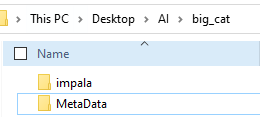 This PC > Desktop > AI > big_cat
Name
impala
MetaData